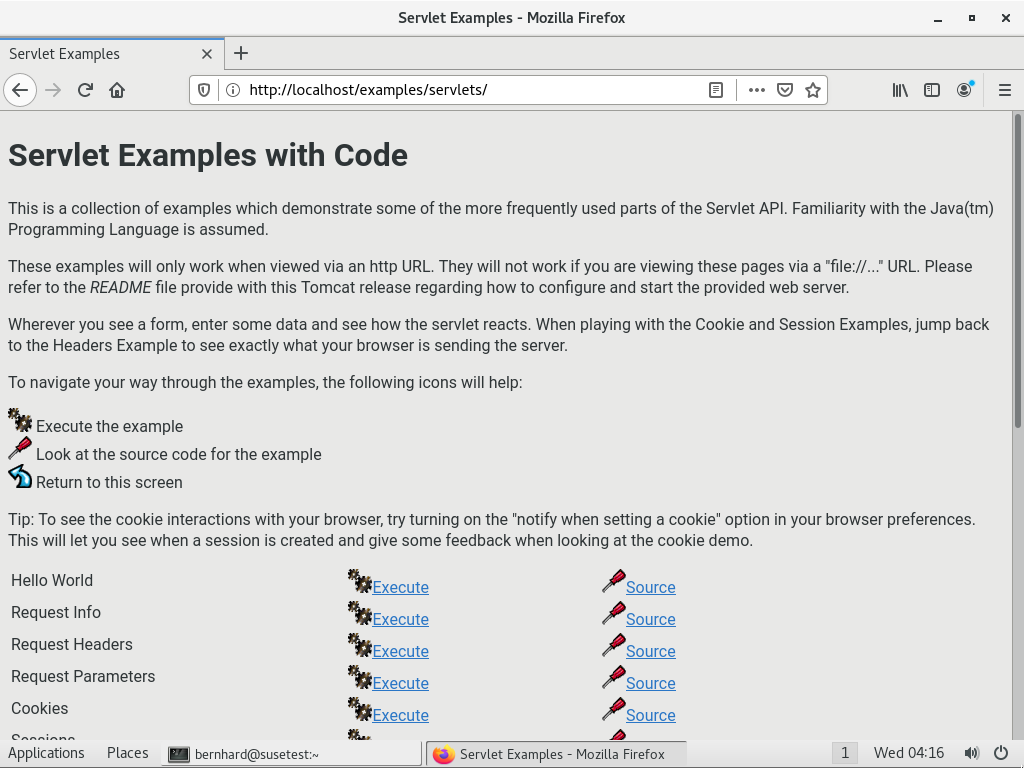 Servlet Examples - Mozilla Firefox
Servlet Examples
http://localhost/examples/servlets/
Servlet Examples with Code
This is a collection of examples which demonstrate some of the more frequently used parts of the Servlet API. Familiarity with the Java(tm)
Programming Language is assumed.
These examples will only work when viewed via an http URL. They will not work if you are viewing these pages via a "file://..." URL. Please
refer to the README file provide with this Tomcat release regarding how to configure and start the provided web server.
Wherever you see a form, enter some data and see how the servlet reacts. When playing with the Cookie and Session Examples, jump back
to the Headers Example to see exactly what your browser is sending the server.
To navigate your way through the examples, the following icons will help:
Execute the example
Look at the source code for the example
Return to this screen
Tip: To see the cookie interactions with your browser, try turning on the "notify when setting a cookie" option in your browser preferences.
This will let you see when a session is created and give some feedback when looking at the cookie demo.
Hello World Execute Source
Request Info Execute Source
Request Headers Execute Source
Request Parameters Execute Source
Cookies Execute Source
Sessions
Applications Places bernhard@susetest:~ Servlet Examples - Mozilla Firefox 1 Wed 04:16